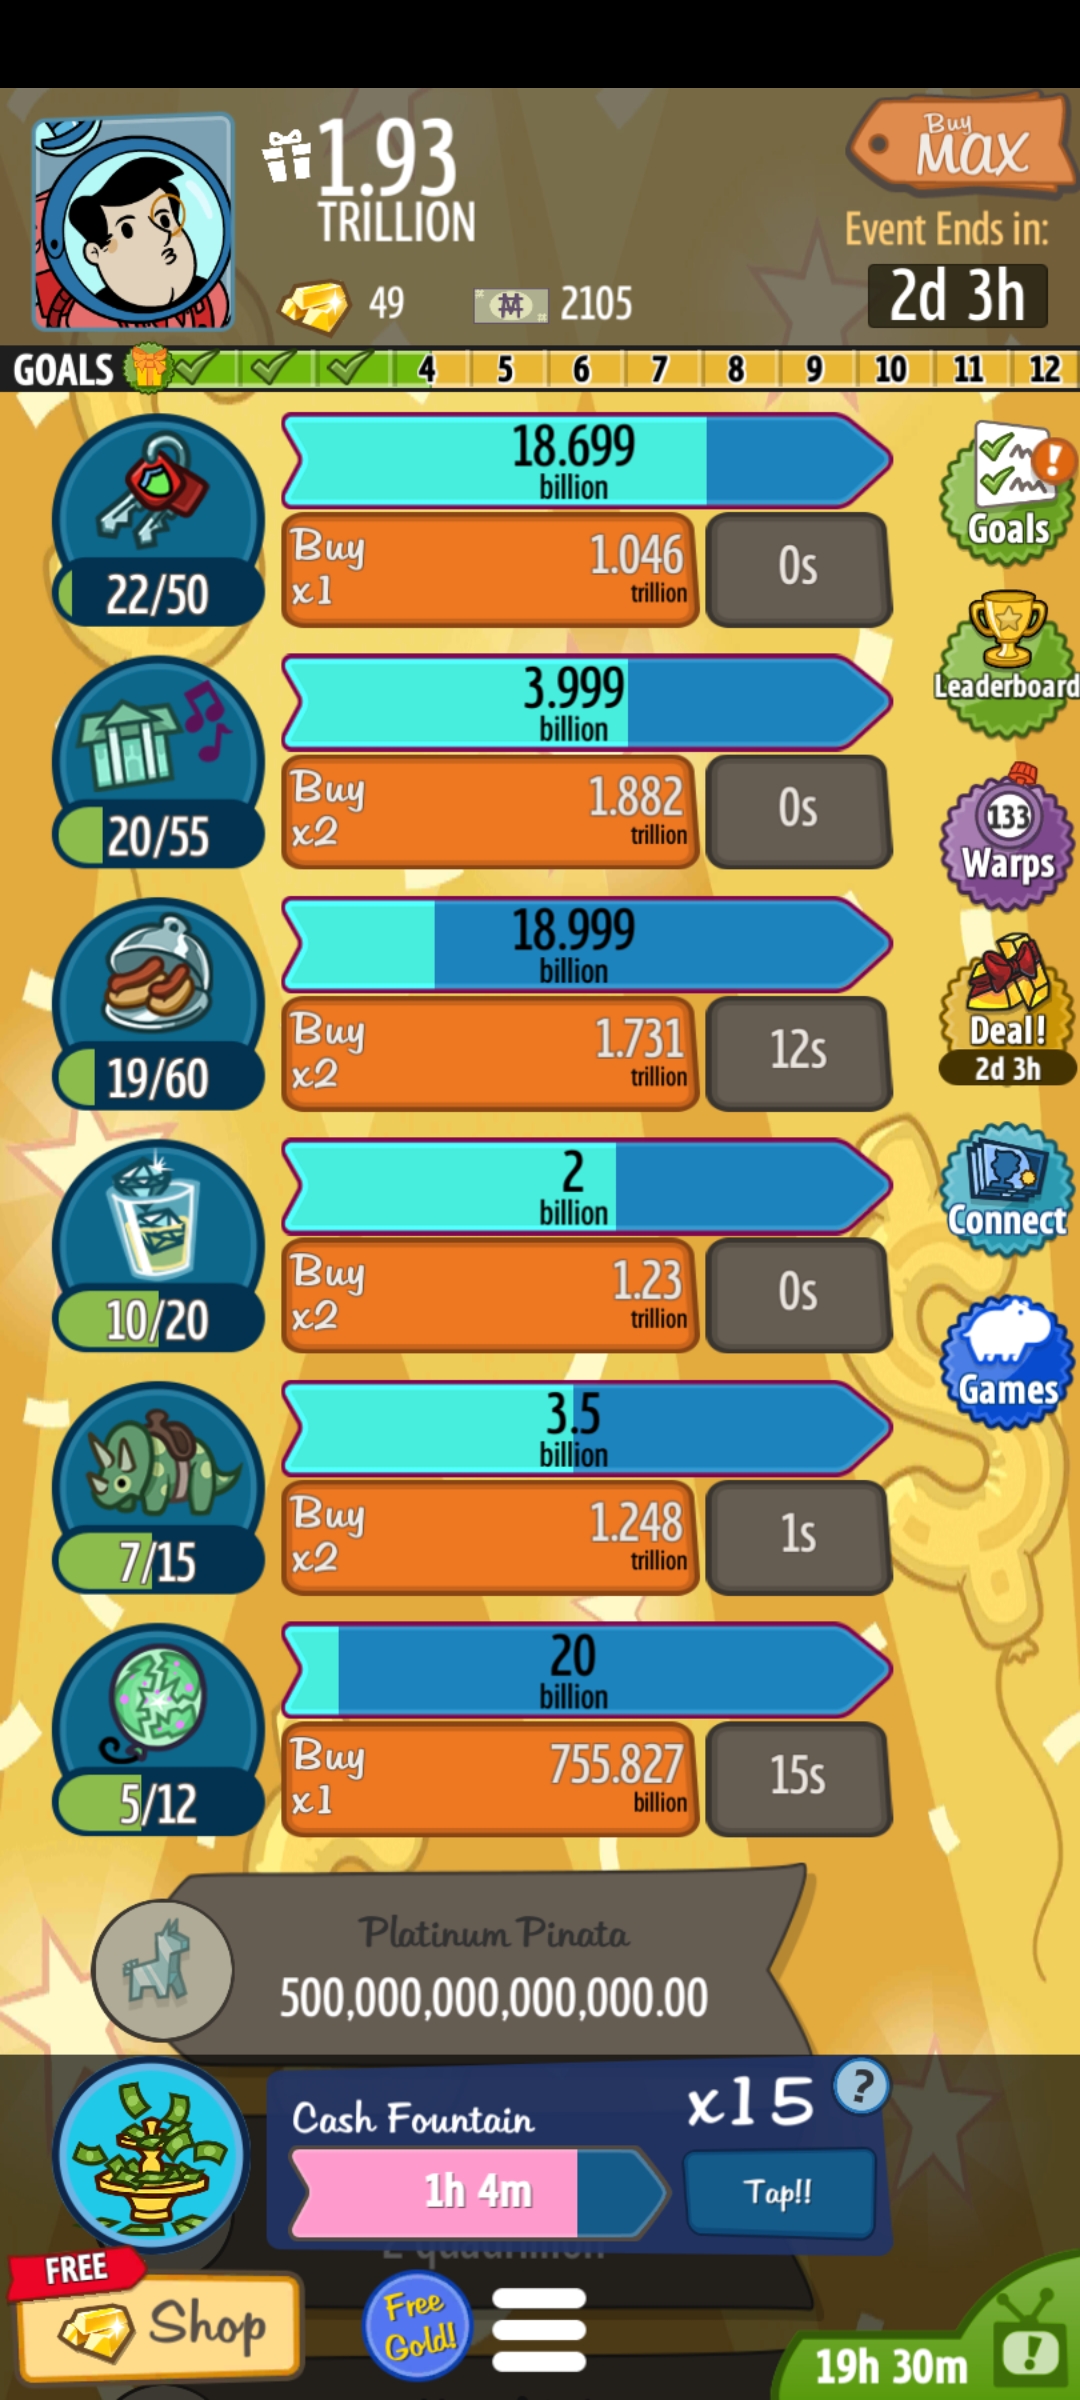 1.93
TRILLION
Buy
MAX
Event Ends in:
2d 3h
49
2105
GOALS 4 5 6 7 8 9 10 11 12
18.699
billion
Buy
x1
1.046
trillion
0s
22/50
Goals
3.999
billion
Buy
x2
1.882
trillion
0s
20/55
Leaderboard
18.999
billion
Buy
x2
1.731
trillion
12s
19/60
133
Warps
Deal!
2d 3h
2
billion
Buy
x2
1.23
trillion
0s
10/20
Connect
3.5
billion
Buy
x2
1.248
trillion
1s
7/15
Games
20
billion
Buy
x1
755.827
billion
15s
5/12
Platinum Pinata
500,000,000,000,000.00
Cash Fountain
x15
?
1h 4m
Tap!!
2 quadrillion
FREE
Shop
Free
Gold!
19h 30m